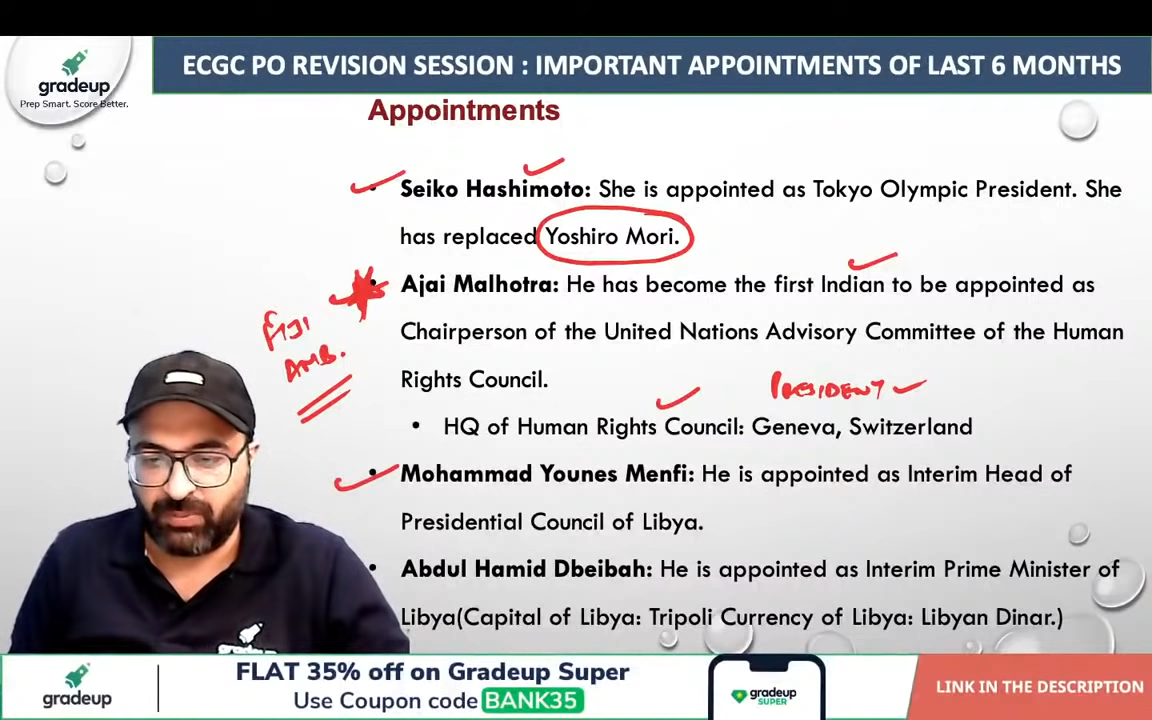 gradeup
Prep Smart. Score Better.
ECGC PO REVISION SESSION : IMPORTANT APPOINTMENTS OF LAST 6 MONTHS
Appointments
• Seiko Hashimoto: She is appointed as Tokyo Olympic President. She
has replaced Yoshiro Mori.
• Ajai Malhotra: He has become the first Indian to be appointed as
Chairperson of the United Nations Advisory Committee of the Human
Rights Council.
FIJI
AMB.
PRESIDENT
• HQ of Human Rights Council: Geneva, Switzerland
• Mohammad Younes Menfi: He is appointed as Interim Head of
Presidential Council of Libya.
• Abdul Hamid Dbeibah: He is appointed as Interim Prime Minister of
Libya(Capital of Libya: Tripoli Currency of Libya: Libyan Dinar.)
gradeup
gradeup
FLAT 35% off on Gradeup Super
Use Coupon code BANK35
gradeup
SUPER
LINK IN THE DESCRIPTION